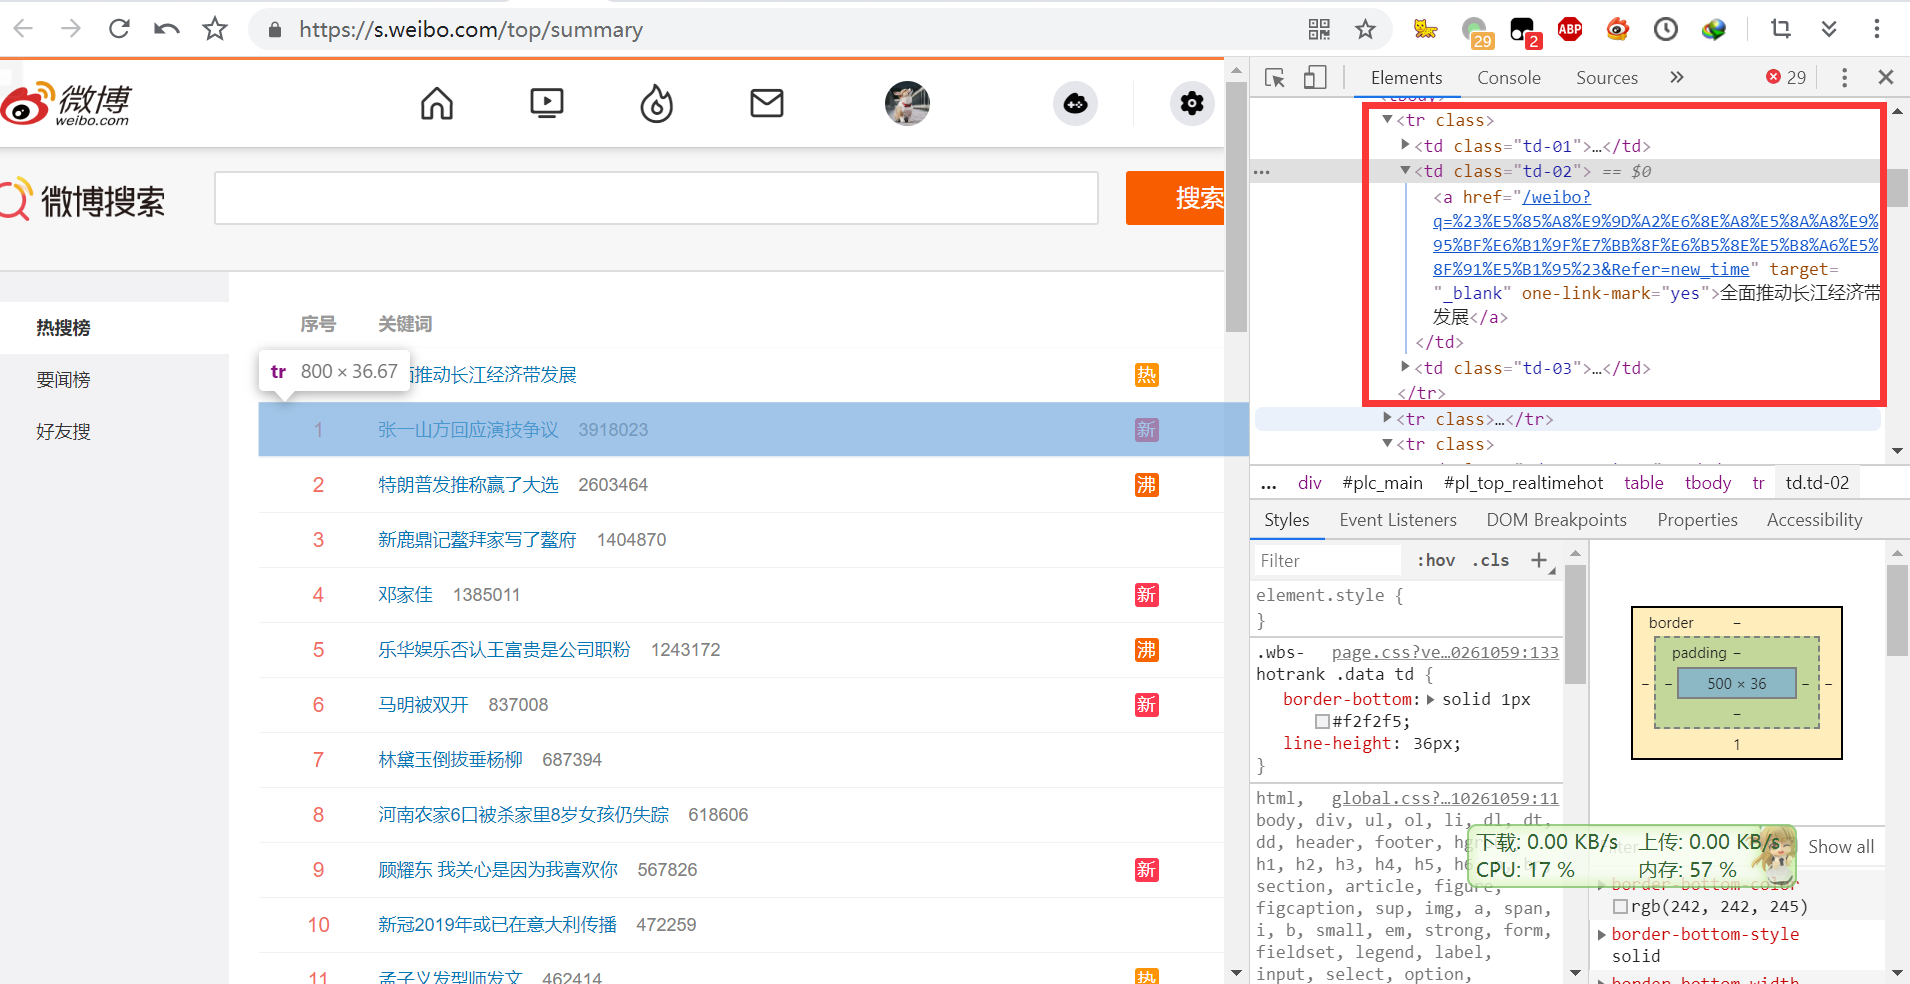 https://s.weibo.com/top/summary
29
2
ABP
微博
weibo.com
微博搜索
搜索
热搜榜
要闻榜
好友搜
序号 关键词
tr 800 × 36.67
面推动长江经济带发展 热
1 张一山方回应演技争议 3918023 新
2 特朗普发推称赢了大选 2603464 沸
3 新鹿鼎记鳌拜家写了鳌府 1404870
4 邓家佳 1385011 新
5 乐华娱乐否认王富贵是公司职粉 1243172 沸
6 马明被双开 837008 新
7 林黛玉倒拔垂杨柳 687394
8 河南农家6口被杀家里8岁女孩仍失踪 618606
9 顾耀东 我关心是因为我喜欢你 567826 新
10 新冠2019年或已在意大利传播 472259
11 孟子义发型师发文 462414 热
Elements Console Sources » 29
<tbody>
<tr class>
<td class="td-01">…</td>
<td class="td-02"> == $0
<a href="/weibo?
q=%23%E5%85%A8%E9%9D%A2%E6%8E%A8%E5%8A%A8%E9%
95%BF%E6%B1%9F%E7%BB%8F%E6%B5%8E%E5%B8%A6%E5%
8F%91%E5%B1%95%23&Refer=new_time" target=
"_blank" one-link-mark="yes">全面推动长江经济带
发展</a>
</td>
<td class="td-03">…</td>
</tr>
<tr class>…</tr>
<tr class>
... div #plc_main #pl_top_realtimehot table tbody tr td.td-02
Styles Event Listeners DOM Breakpoints Properties Accessibility
Filter :hov .cls +
element.style {
}
.wbs- page.css?ve…0261059:133
hotrank .data td {
border-bottom: solid 1px
#f2f2f5;
line-height: 36px;
}
html, global.css?…10261059:11
body, div, ul, ol, li, dl, dt,
dd, header, footer,
h1, h2, h3, h4, h5,
section, article, figure,
figcaption, sup, img, a, span,
i, b, small, em, strong, form,
fieldset, legend, label,
input, select, option,
border –
padding –
– – 500 × 36 – –
–
1
下载: 0.00 KB/s 上传: 0.00 KB/s
CPU: 17 % 内存: 57 %
Show all
border-bottom-color
rgb(242, 242, 245)
border-bottom-style
solid
border-bottom-width